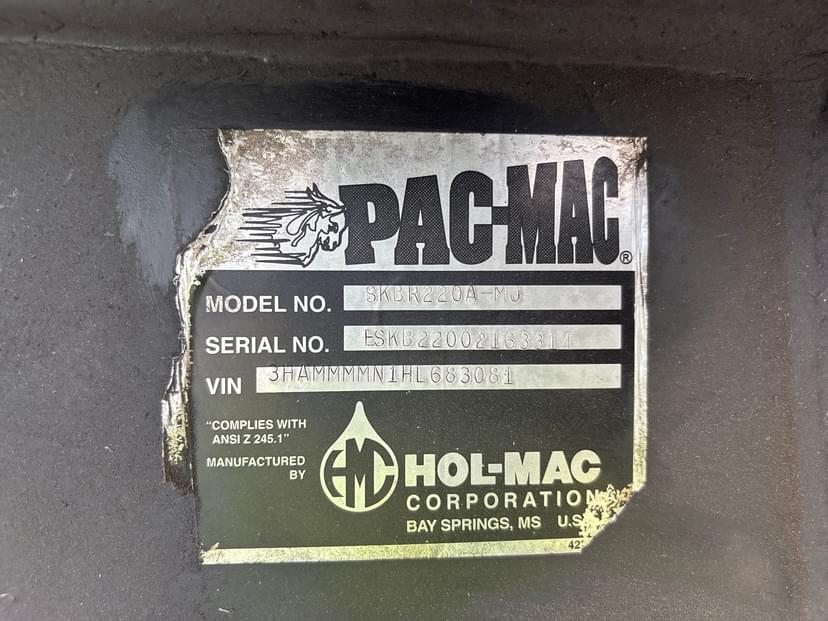 PAC-MAC®
MODEL NO. SKBR220A-MJ
SERIAL NO. ESKB22002163314
VIN 3HAMMMMN1HL683081
"COMPLIES WITH
ANSI Z 245.1"
MANUFACTURED
BY
HMC
HOL-MAC
CORPORATION
BAY SPRINGS, MS U.S.